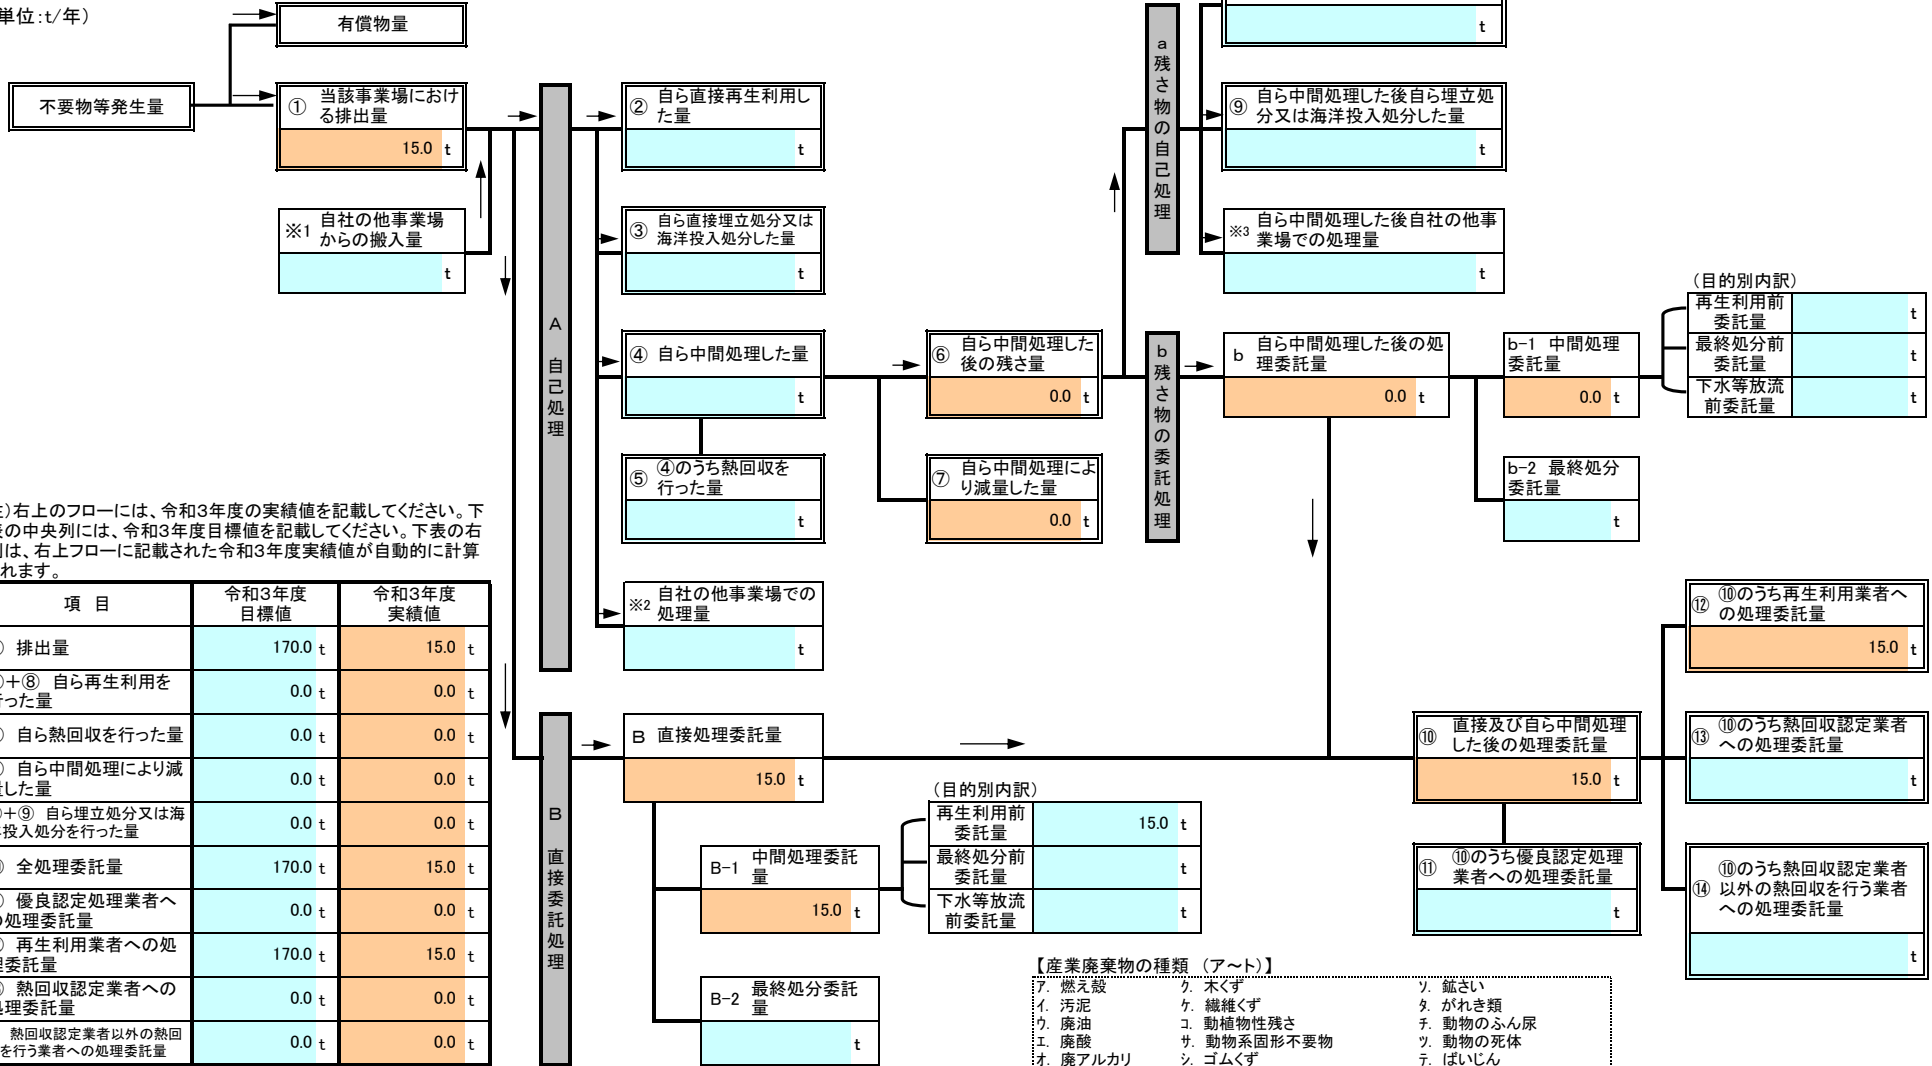 単位:t/年)
有償物量
不要物等発生量
① 当該事業場におけ
る排出量
15.0 t
※1 自社の他事業場
からの搬入量
t
A 自己処理
② 自ら直接再生利用し
た量
t
③ 自ら直接埋立処分又は
海洋投入処分した量
t
④ 自ら中間処理した量
t
⑤ ④のうち熱回収を
行った量
t
※2 自社の他事業場での
処理量
t
⑥ 自ら中間処理した
後の残さ量
0.0 t
⑦ 自ら中間処理によ
り減量した量
0.0 t
a 残さ物の自己処理
t
⑨ 自ら中間処理した後自ら埋立処
分又は海洋投入処分した量
t
※3 自ら中間処理した後自社の他事
業場での処理量
t
b 残さ物の委託処理
b 自ら中間処理した後の処
理委託量
0.0 t
b-1 中間処理
委託量
0.0 t
b-2 最終処分
委託量
t
(目的別内訳)
再生利用前
委託量
t
最終処分前
委託量
t
下水等放流
前委託量
t
)右上のフローには、令和3年度の実績値を記載してください。下
の中央列には、令和3年度目標値を記載してください。下表の右
は、右上フローに記載された令和3年度実績値が自動的に計算
れます。
項 目
令和3年度
目標値
令和3年度
実績値
排出量
170.0 t
15.0 t
+⑧ 自ら再生利用を
った量
0.0 t
0.0 t
自ら熱回収を行った量
0.0 t
0.0 t
自ら中間処理により減
した量
0.0 t
0.0 t
+⑨ 自ら埋立処分又は海
投入処分を行った量
0.0 t
0.0 t
全処理委託量
170.0 t
15.0 t
優良認定処理業者へ
の処理委託量
0.0 t
0.0 t
再生利用業者への処
理委託量
170.0 t
15.0 t
熱回収認定業者への
処理委託量
0.0 t
0.0 t
熱回収認定業者以外の熱回
を行う業者への処理委託量
0.0 t
0.0 t
B 直接委託処理
B 直接処理委託量
15.0 t
B-1 中間処理委託
量
15.0 t
B-2 最終処分委託
量
t
(目的別内訳)
再生利用前
委託量
15.0 t
最終処分前
委託量
t
下水等放流
前委託量
t
⑩ 直接及び自ら中間処理
した後の処理委託量
15.0 t
⑪ ⑩のうち優良認定処理
業者への処理委託量
t
⑫ ⑩のうち再生利用業者へ
の処理委託量
15.0 t
⑬ ⑩のうち熱回収認定業者
への処理委託量
t
⑭ ⑩のうち熱回収認定業者
以外の熱回収を行う業者
への処理委託量
t
【産業廃棄物の種類 (ア~ト)】
ア. 燃え殻 ク. 木くず ソ. 鉱さい
イ. 汚泥 ケ. 繊維くず タ. がれき類
ウ. 廃油 コ. 動植物性残さ チ. 動物のふん尿
エ. 廃酸 サ. 動物系固形不要物 ツ. 動物の死体
オ. 廃アルカリ シ. ゴムくず テ. ばいじん